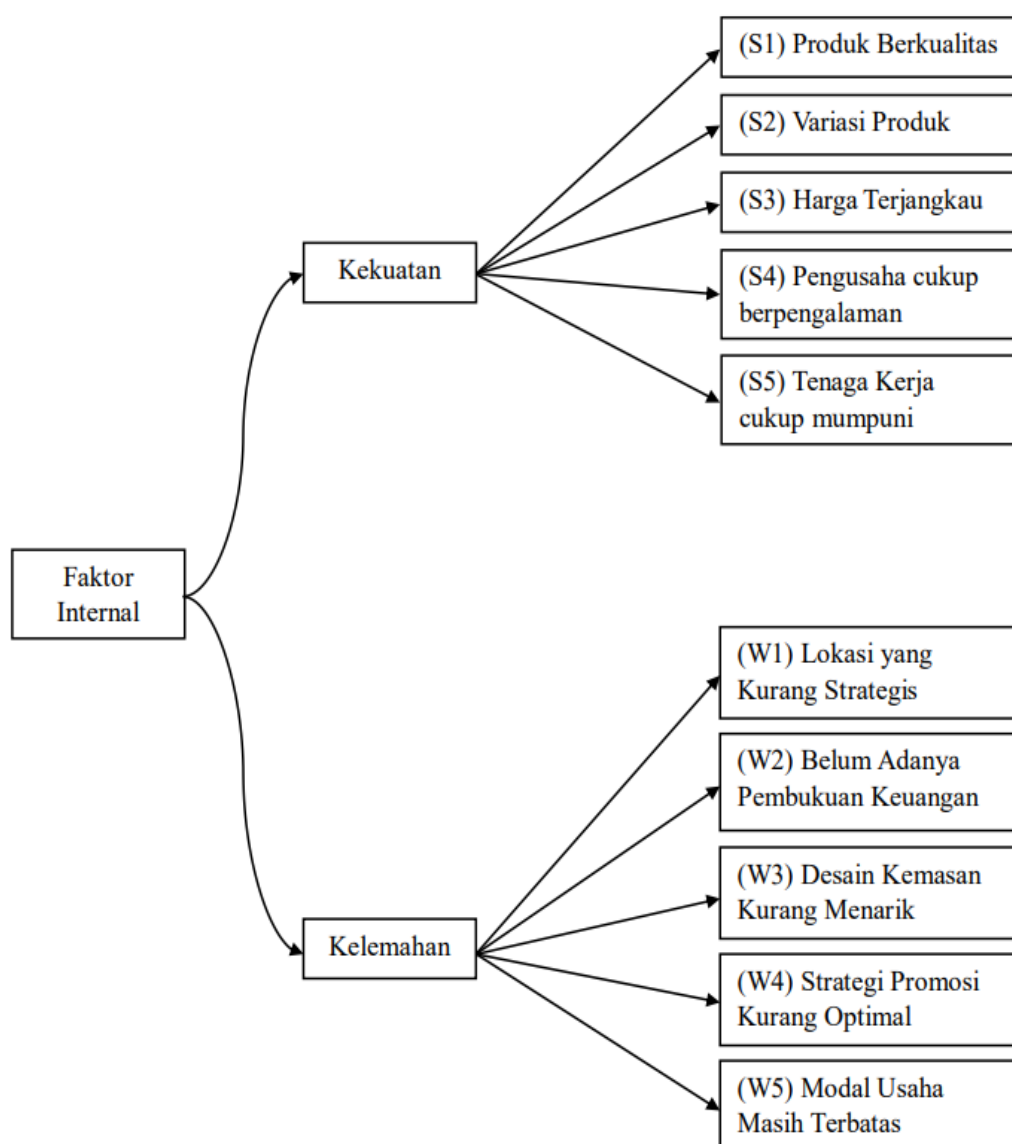 (S1) Produk Berkualitas
(S2) Variasi Produk
(S3) Harga Terjangkau
Kekuatan
(S4) Pengusaha cukup
berpengalaman
(S5) Tenaga Kerja
cukup mumpuni
Faktor
Internal
(W1) Lokasi yang
Kurang Strategis
(W2) Belum Adanya
Pembukuan Keuangan
(W3) Desain Kemasan
Kurang Menarik
Kelemahan
(W4) Strategi Promosi
Kurang Optimal
(W5) Modal Usaha
Masih Terbatas